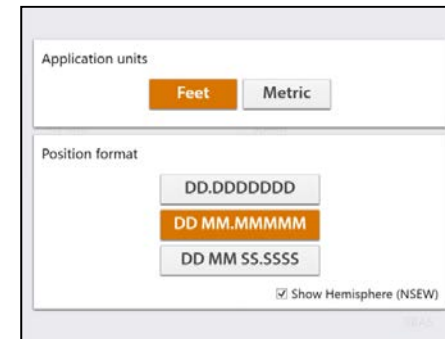 Application units
Feet Metric
Position format
DD.DDDDDDD
DD MM.MMMMM
DD MM SS.SSSS
Show Hemisphere (NSEW)